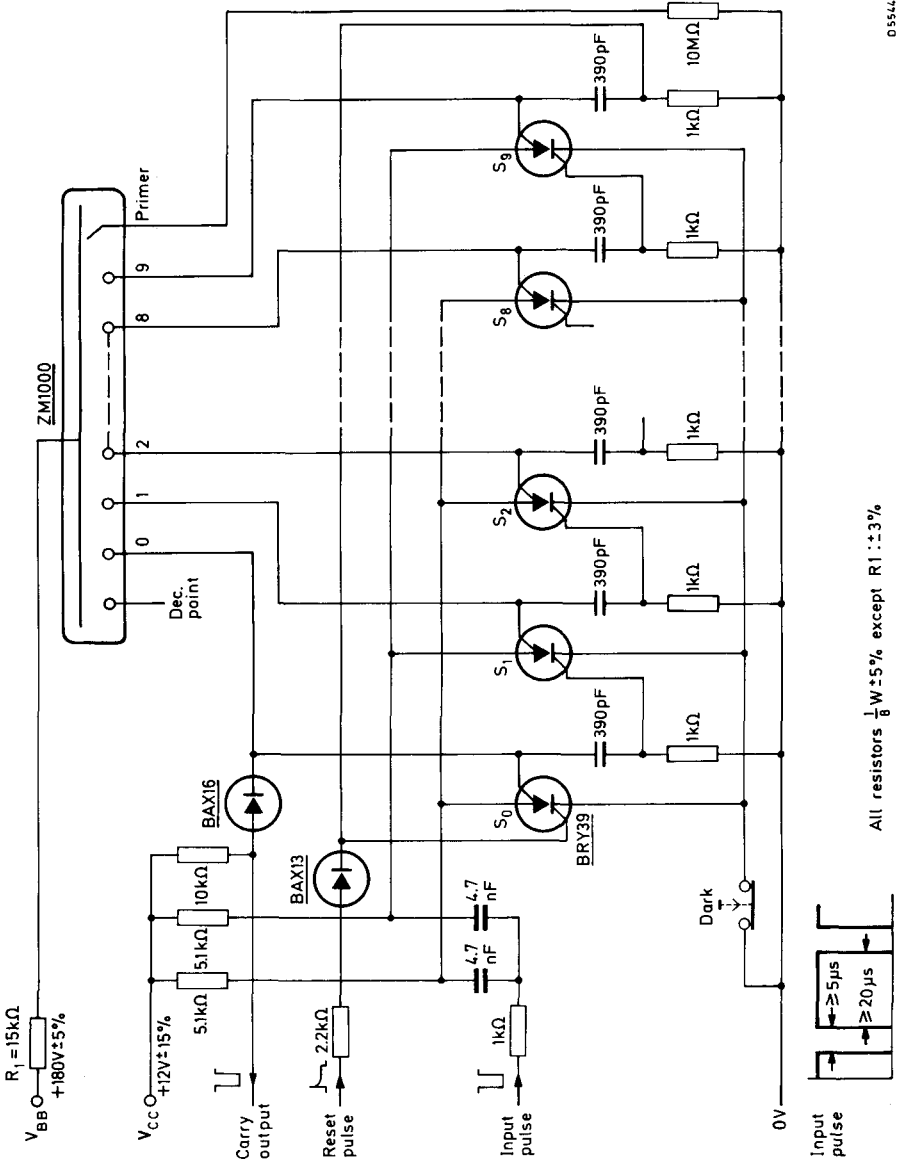 R₁ = 15kΩ
V_BB
+180V±5%
V_CC
+12V±15%
5.1kΩ
5.1kΩ
10kΩ
BAX16
BAX13
Carry
output
Reset
pulse
2.2kΩ
Input
pulse
1kΩ
4.7
nF
4.7
nF
ZM1000
Dec.
point
0
1
2
8
9
Primer
S₀
S₁
S₂
S₈
S₉
BRY39
390pF
390pF
390pF
390pF
390pF
1kΩ
1kΩ
1kΩ
1kΩ
1kΩ
10MΩ
Dark
0V
Input
pulse
≥5μs
≥20μs
All resistors 1/8 W±5% except R1:±3%
D5544